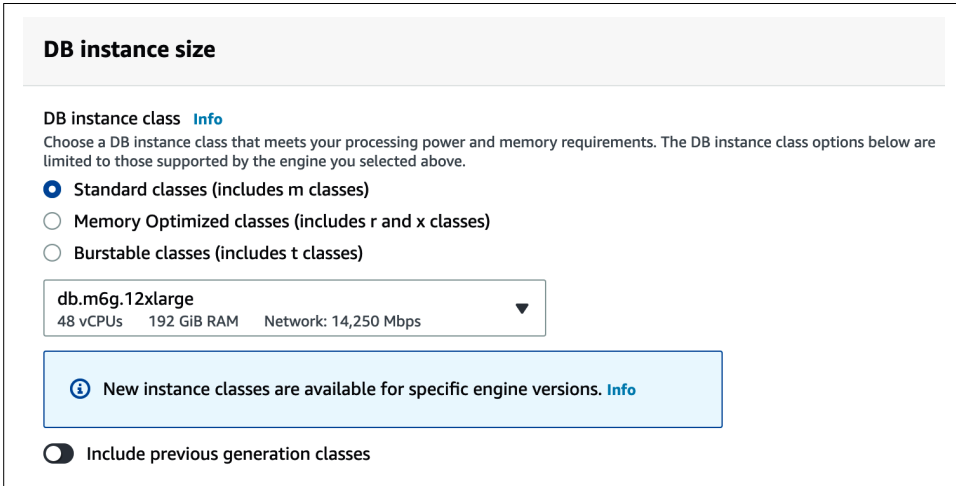 DB instance size
DB instance class Info
Choose a DB instance class that meets your processing power and memory requirements. The DB instance class options below are
limited to those supported by the engine you selected above.
Standard classes (includes m classes)
Memory Optimized classes (includes r and x classes)
Burstable classes (includes t classes)
db.m6g.12xlarge
48 vCPUs 192 GiB RAM Network: 14,250 Mbps
New instance classes are available for specific engine versions. Info
Include previous generation classes